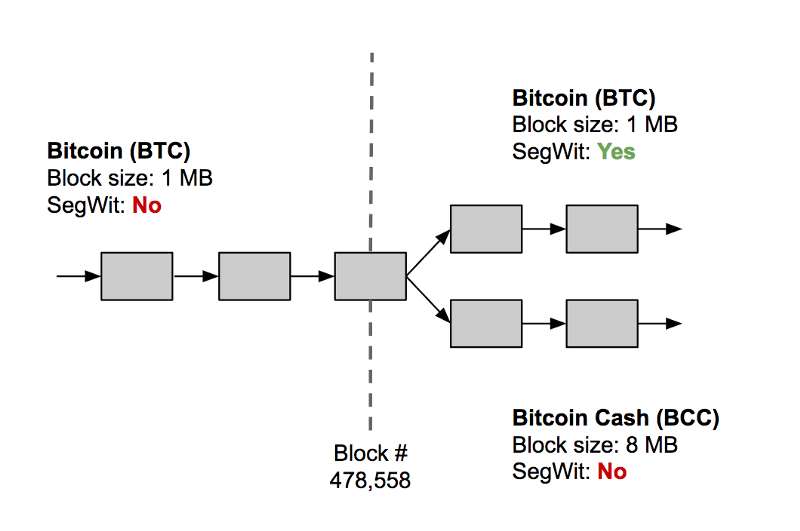 Bitcoin (BTC)
Block size: 1 MB
SegWit: No
Bitcoin (BTC)
Block size: 1 MB
SegWit: Yes
Bitcoin Cash (BCC)
Block size: 8 MB
SegWit: No
Block #
478,558